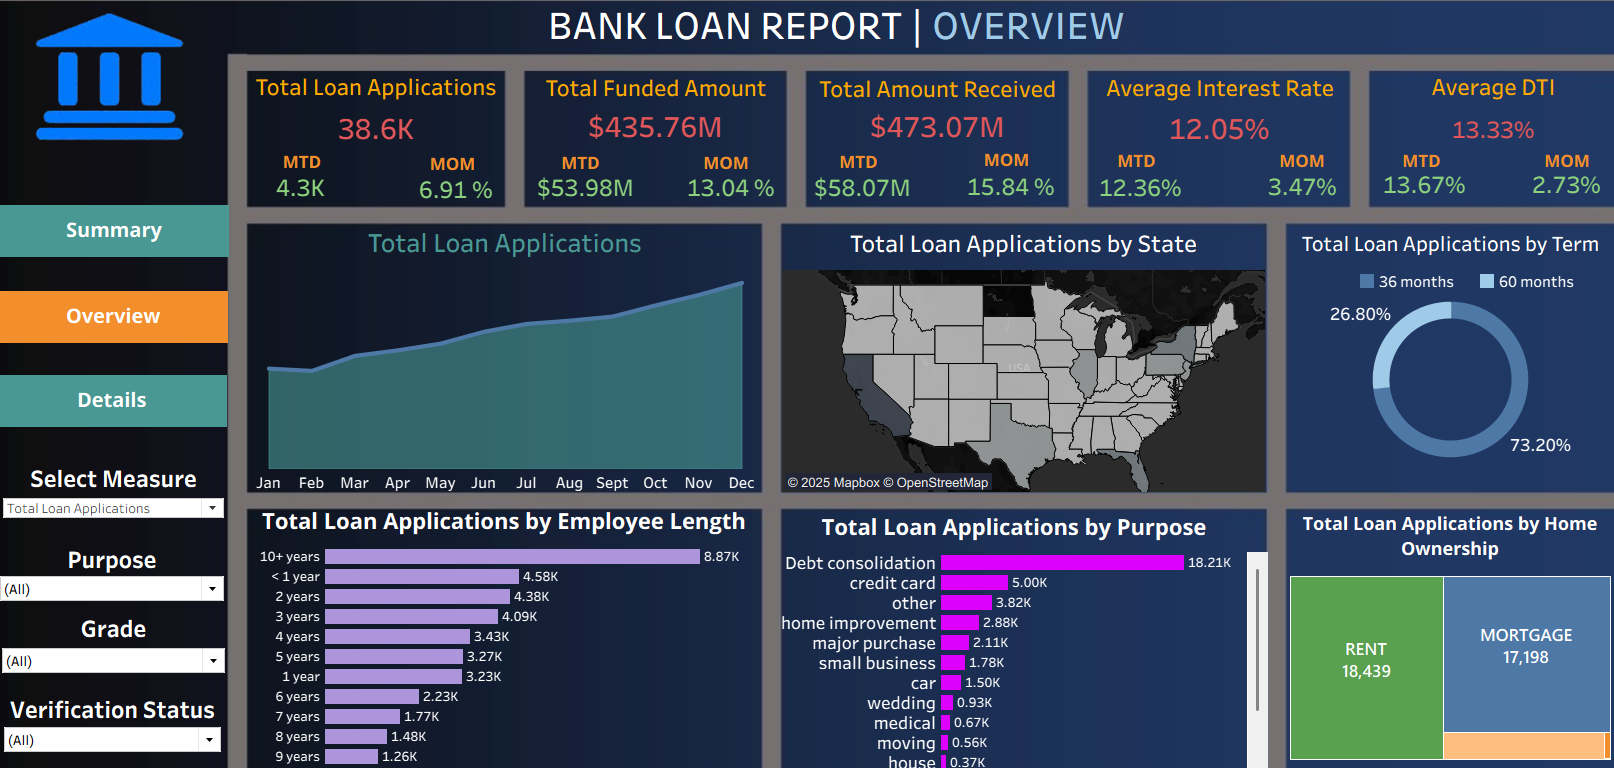 BANK LOAN REPORT | OVERVIEW
Total Loan Applications
38.6K
MTD
MOM
4.3K
6.91 %
Total Funded Amount
$435.76M
MTD
MOM
$53.98M
13.04 %
Total Amount Received
$473.07M
MTD
MOM
$58.07M
15.84 %
Average Interest Rate
12.05%
MTD
MOM
12.36%
3.47%
Average DTI
13.33%
MTD
MOM
13.67%
2.73%
Summary
Overview
Details
Select Measure
Total Loan Applications
Purpose
(All)
Grade
(All)
Verification Status
(All)
Total Loan Applications
Jan Feb Mar Apr May Jun Jul Aug Sept Oct Nov Dec
Total Loan Applications by State
USA
© 2025 Mapbox © OpenStreetMap
Total Loan Applications by Term
36 months
60 months
26.80%
73.20%
Total Loan Applications by Employee Length
10+ years 8.87K
< 1 year 4.58K
2 years 4.38K
3 years 4.09K
4 years 3.43K
5 years 3.27K
1 year 3.23K
6 years 2.23K
7 years 1.77K
8 years 1.48K
9 years 1.26K
Total Loan Applications by Purpose
Debt consolidation 18.21K
credit card 5.00K
other 3.82K
home improvement 2.88K
major purchase 2.11K
small business 1.78K
car 1.50K
wedding 0.93K
medical 0.67K
moving 0.56K
house 0.37K
Total Loan Applications by Home
Ownership
RENT
18,439
MORTGAGE
17,198